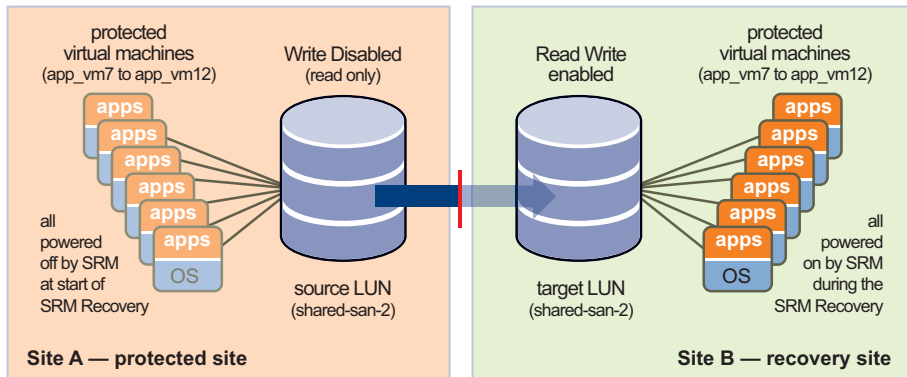 protected
virtual machines
(app_vm7 to app_vm12)
apps
apps
apps
apps
apps
apps
OS
all
powered
off by SRM
at start of
SRM Recovery
Write Disabled
(read only)
source LUN
(shared-san-2)
Site A — protected site
Read Write
enabled
target LUN
(shared-san-2)
protected
virtual machines
(app_vm7 to app_vm12)
apps
apps
apps
apps
apps
apps
OS
all
powered
on by SRM
during the
SRM Recovery
Site B — recovery site